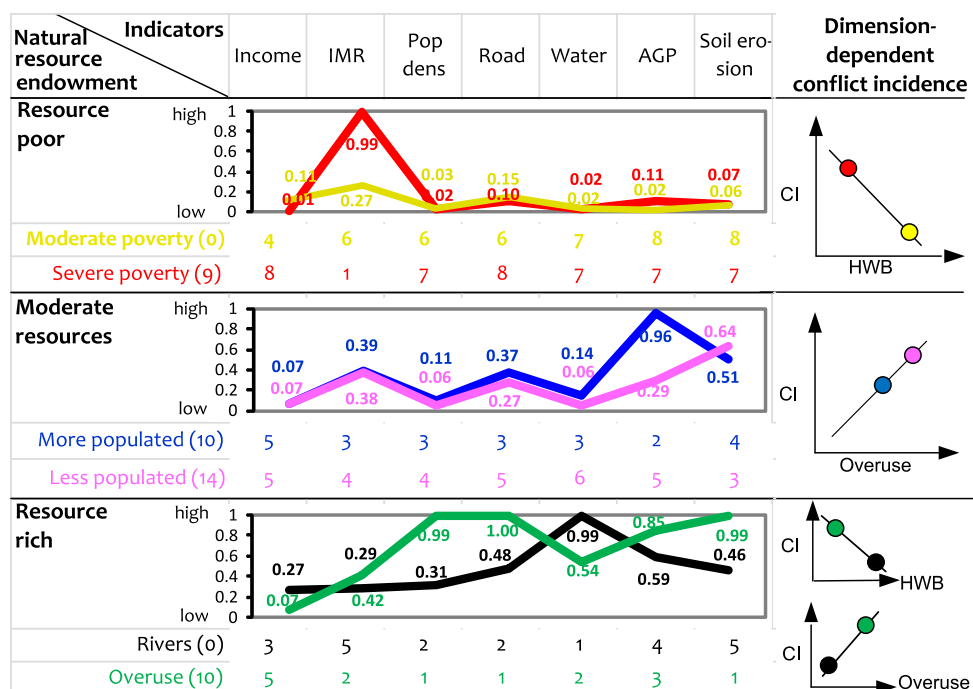 Indicators
Natural
resource
endowment
Income
IMR
Pop
dens
Road
Water
AGP
Soil ero-
sion
Dimension-
dependent
conflict incidence
Resource
poor
high
low
1
0.8
0.6
0.4
0.2
0
0.11
0.01
0.99
0.27
0.03
0.02
0.15
0.10
0.02
0.02
0.11
0.02
0.07
0.06
CI
HWB
Moderate poverty (0) 4 6 6 6 7 8 8
Severe poverty (9) 8 1 7 8 7 7 7
Moderate
resources
high
low
1
0.8
0.6
0.4
0.2
0
0.07
0.07
0.39
0.38
0.11
0.06
0.37
0.27
0.14
0.06
0.96
0.29
0.64
0.51
CI
Overuse
More populated (10) 5 3 3 3 3 2 4
Less populated (14) 5 4 4 5 6 5 3
Resource
rich
high
low
1
0.8
0.6
0.4
0.2
0
0.27
0.07
0.29
0.42
0.99
0.31
1.00
0.48
0.99
0.54
0.85
0.59
0.99
0.46
CI
HWB
CI
Overuse
Rivers (0) 3 5 2 2 1 4 5
Overuse (10) 5 2 1 1 2 3 1